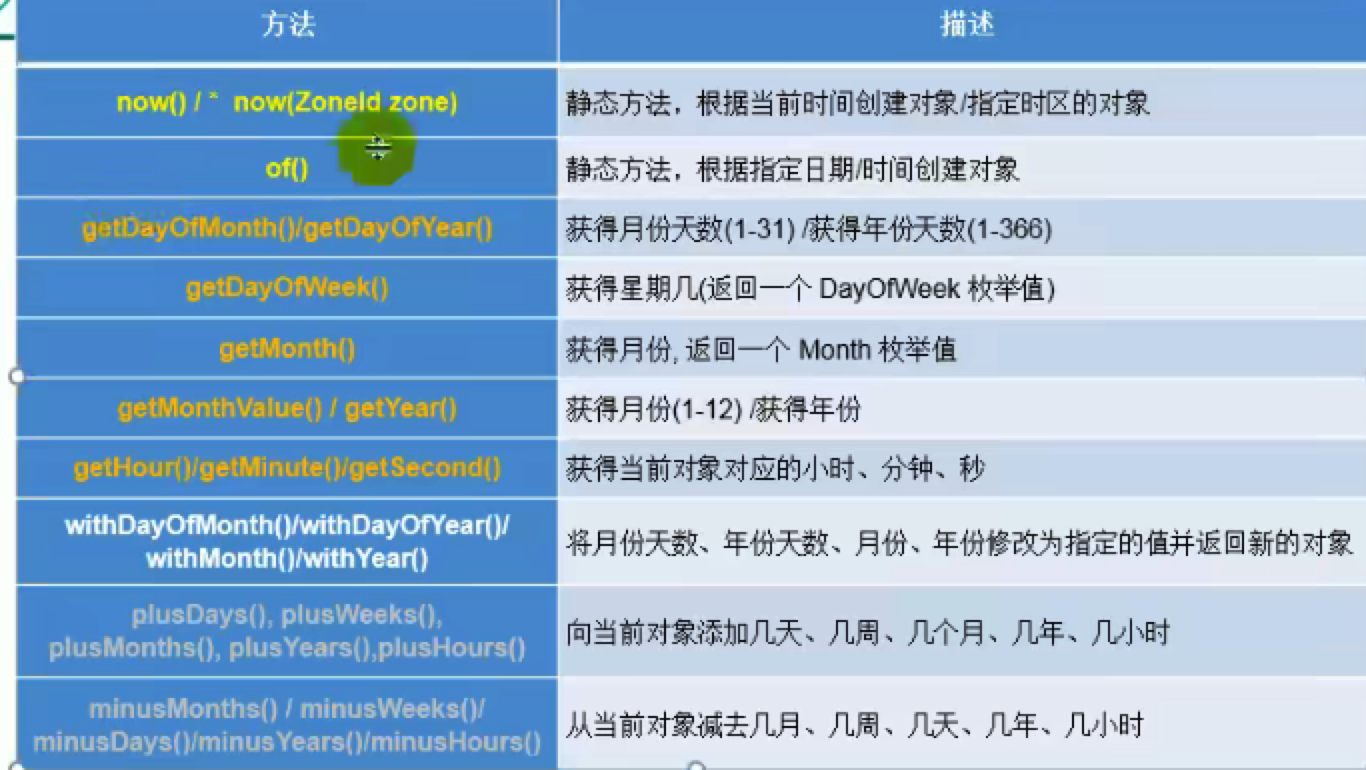 方法
描述
now() / * now(ZoneId zone)
静态方法，根据当前时间创建对象/指定时区的对象
of()
静态方法，根据指定日期/时间创建对象
getDayOfMonth()/getDayOfYear()
获得月份天数(1-31) /获得年份天数(1-366)
getDayOfWeek()
获得星期几(返回一个 DayOfWeek 枚举值)
getMonth()
获得月份, 返回一个 Month 枚举值
getMonthValue() / getYear()
获得月份(1-12) /获得年份
getHour()/getMinute()/getSecond()
获得当前对象对应的小时、分钟、秒
withDayOfMonth()/withDayOfYear()/
withMonth()/withYear()
将月份天数、年份天数、月份、年份修改为指定的值并返回新的对象
plusDays(), plusWeeks(),
plusMonths(), plusYears(),plusHours()
向当前对象添加几天、几周、几个月、几年、几小时
minusMonths() / minusWeeks()/
minusDays()/minusYears()/minusHours()
从当前对象减去几月、几周、几天、几年、几小时